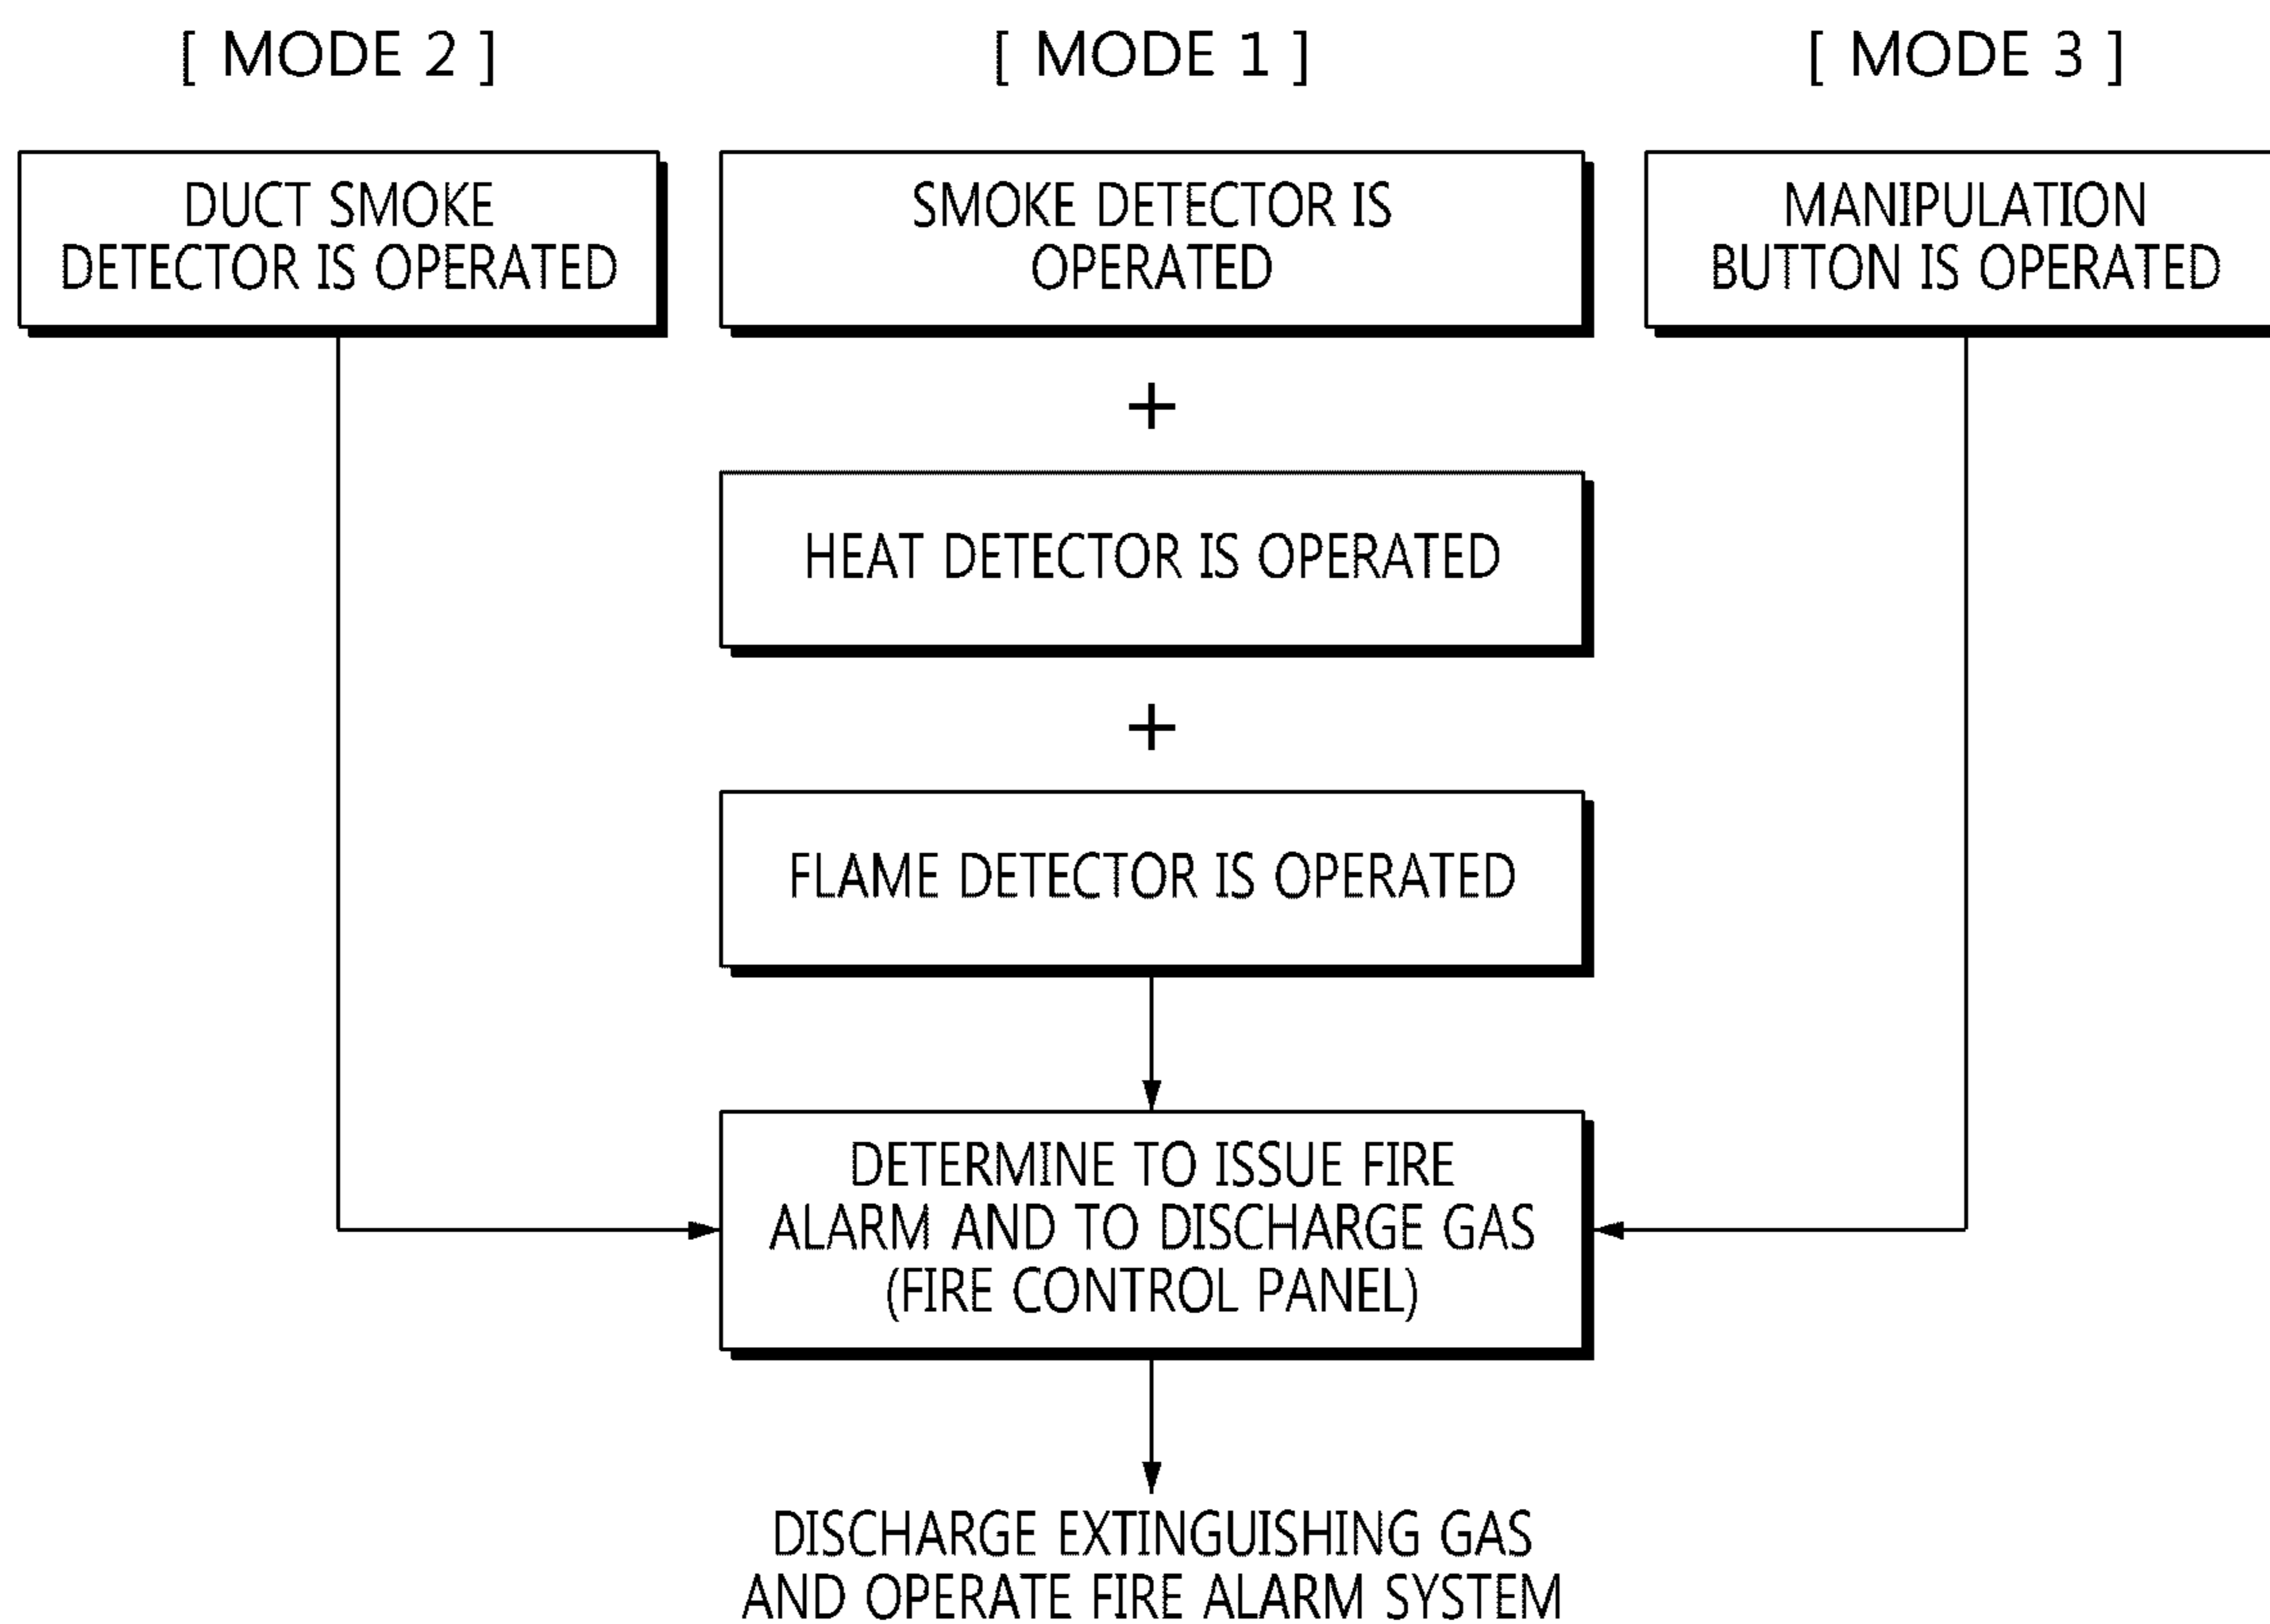 [ MODE 2 ]
[ MODE 1 ]
[ MODE 3 ]
DUCT SMOKE
DETECTOR IS OPERATED
SMOKE DETECTOR IS
OPERATED
MANIPULATION
BUTTON IS OPERATED
+
HEAT DETECTOR IS OPERATED
+
FLAME DETECTOR IS OPERATED
DETERMINE TO ISSUE FIRE
ALARM AND TO DISCHARGE GAS
(FIRE CONTROL PANEL)
DISCHARGE EXTINGUISHING GAS
AND OPERATE FIRE ALARM SYSTEM